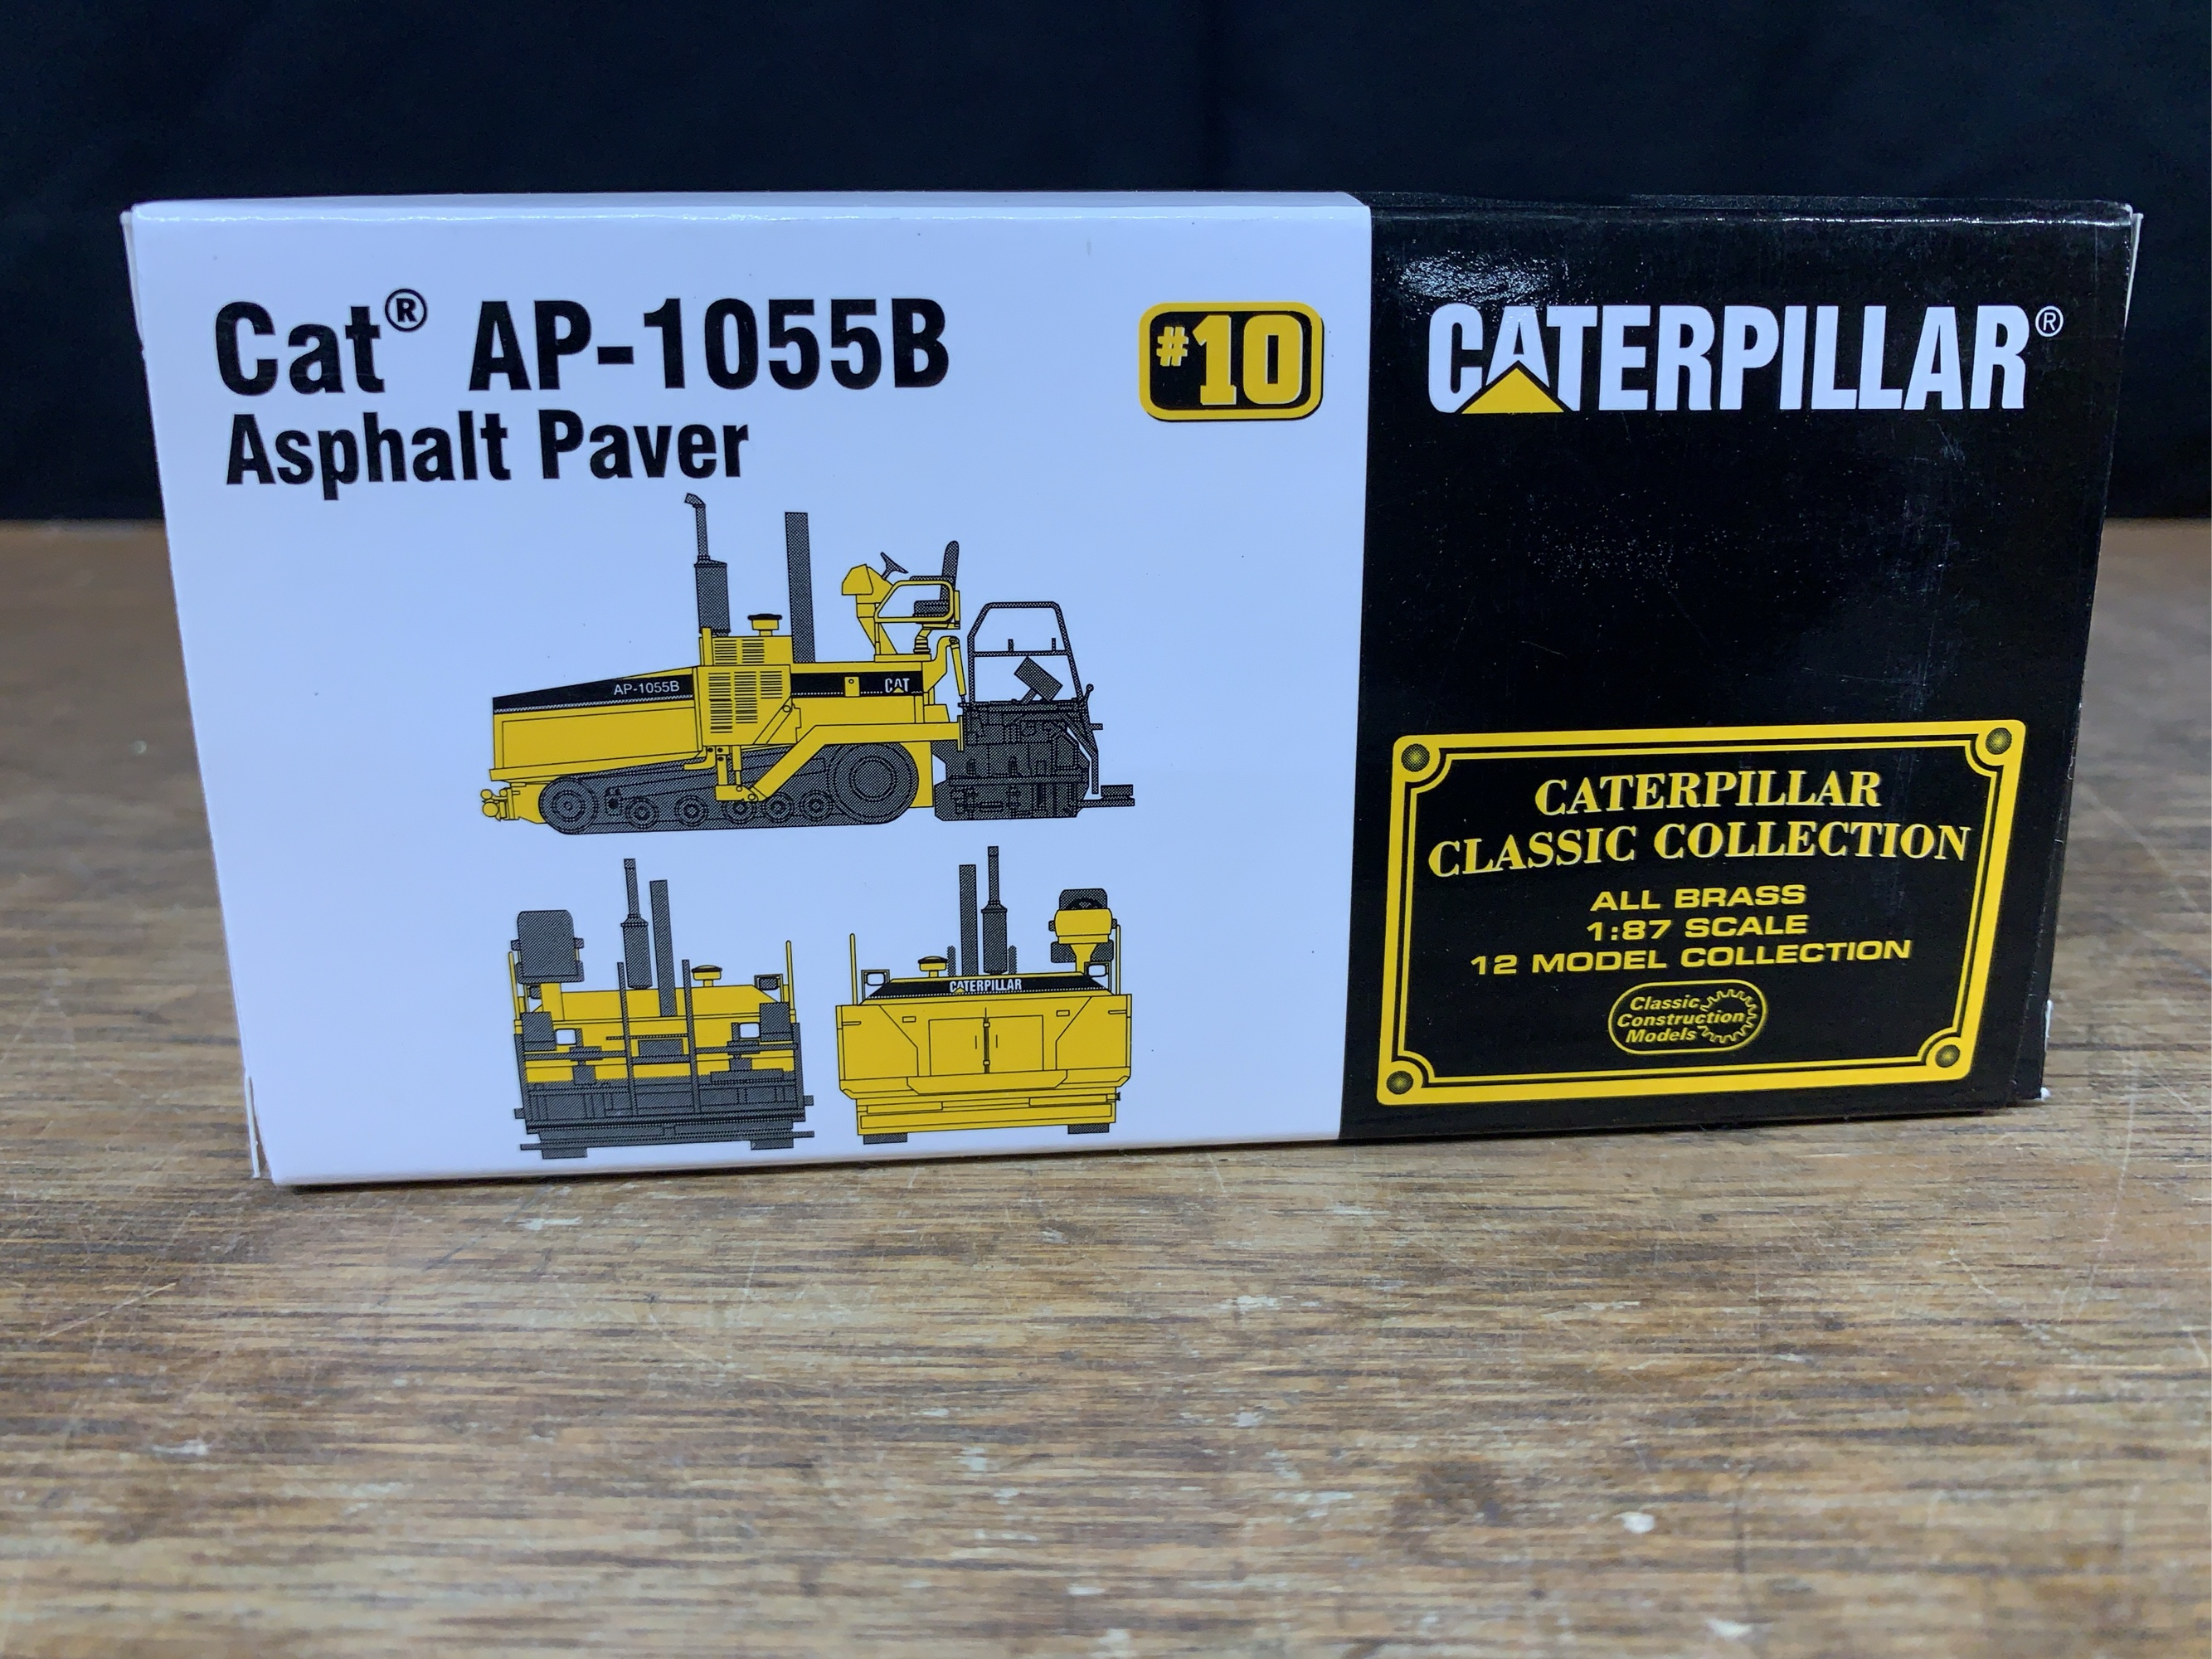 Cat® AP-1055B
Asphalt Paver
#10
AP-1055B
CAT
CATERPILLAR
CATERPILLAR®
CATERPILLAR
CLASSIC COLLECTION
ALL BRASS
1:87 SCALE
12 MODEL COLLECTION
Classic
Construction
Models